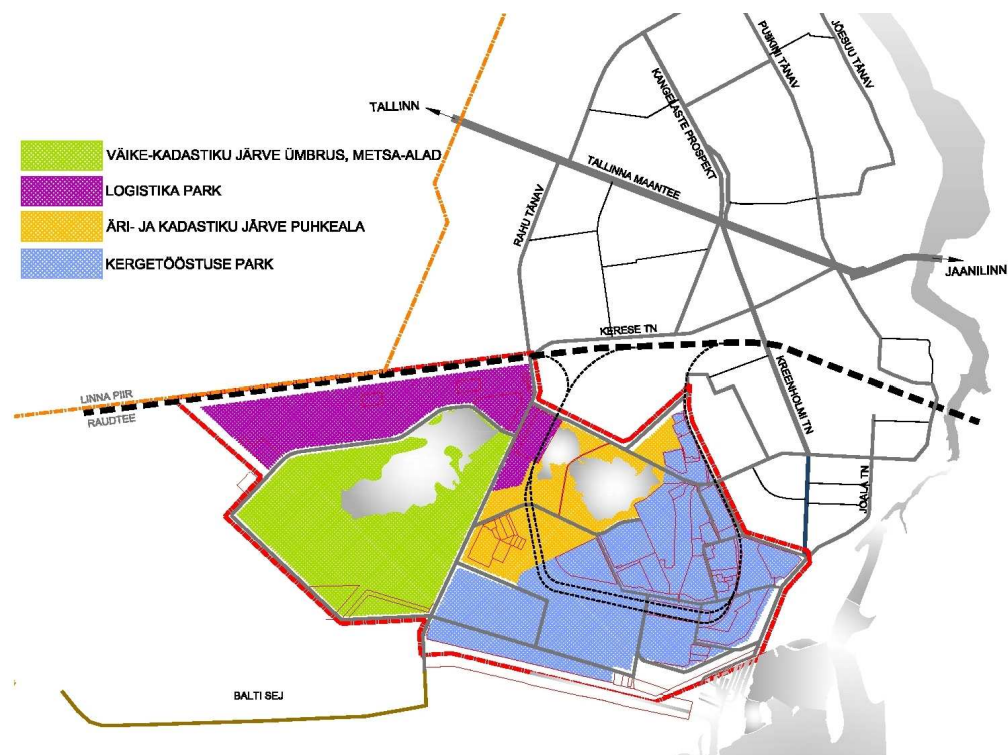 PUŠKINI TÄNAV
JÕESUU TÄNAV
KANGELASTE PROSPEKT
TALLINN
TALLINNA MAANTEE
RAHU TÄNAV
JAANILINN
VÄIKE-KADASTIKU JÄRVE ÜMBRUS, METSA-ALAD
LOGISTIKA PARK
ÄRI- JA KADASTIKU JÄRVE PUHKEALA
KERGETÖÖSTUSE PARK
KERESE TN
KREENHOLMI TN
LINNA PIIR
RAUDTEE
JOALA TN
BALTI SEJ